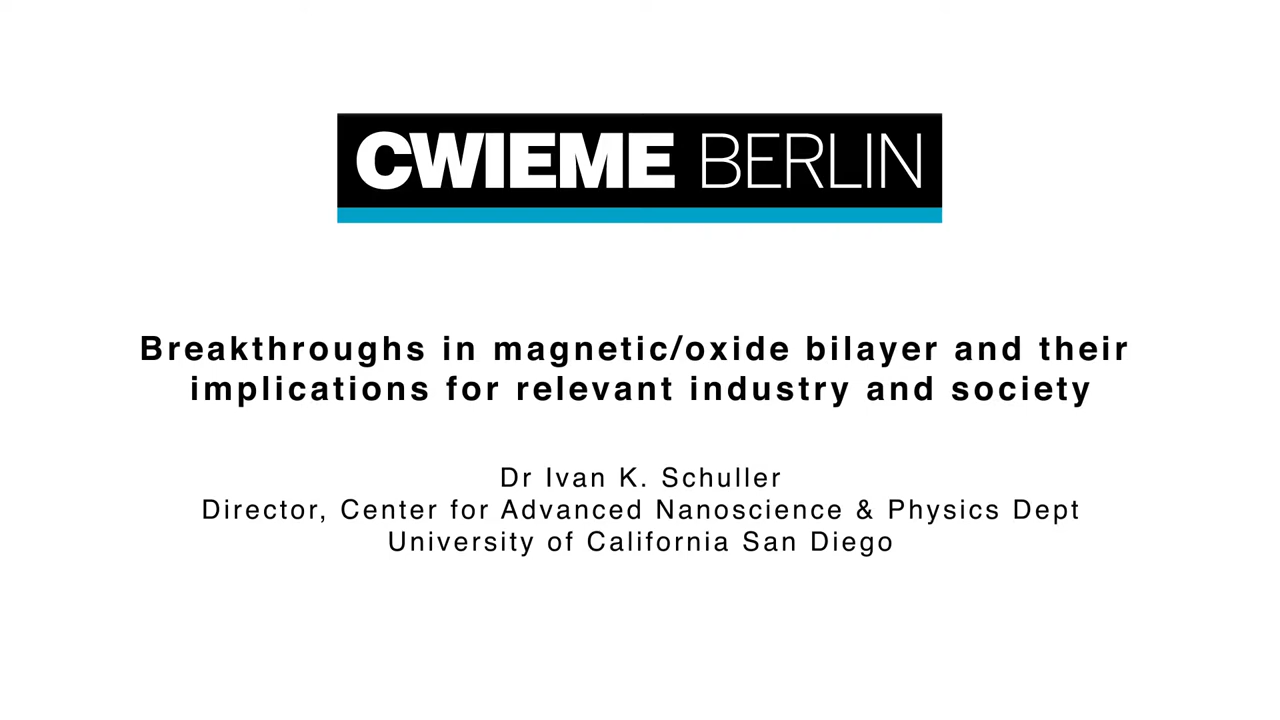 CWIEME BERLIN
Breakthroughs in magnetic/oxide bilayer and their
implications for relevant industry and society
Dr Ivan K. Schuller
Director, Center for Advanced Nanoscience & Physics Dept
University of California San Diego